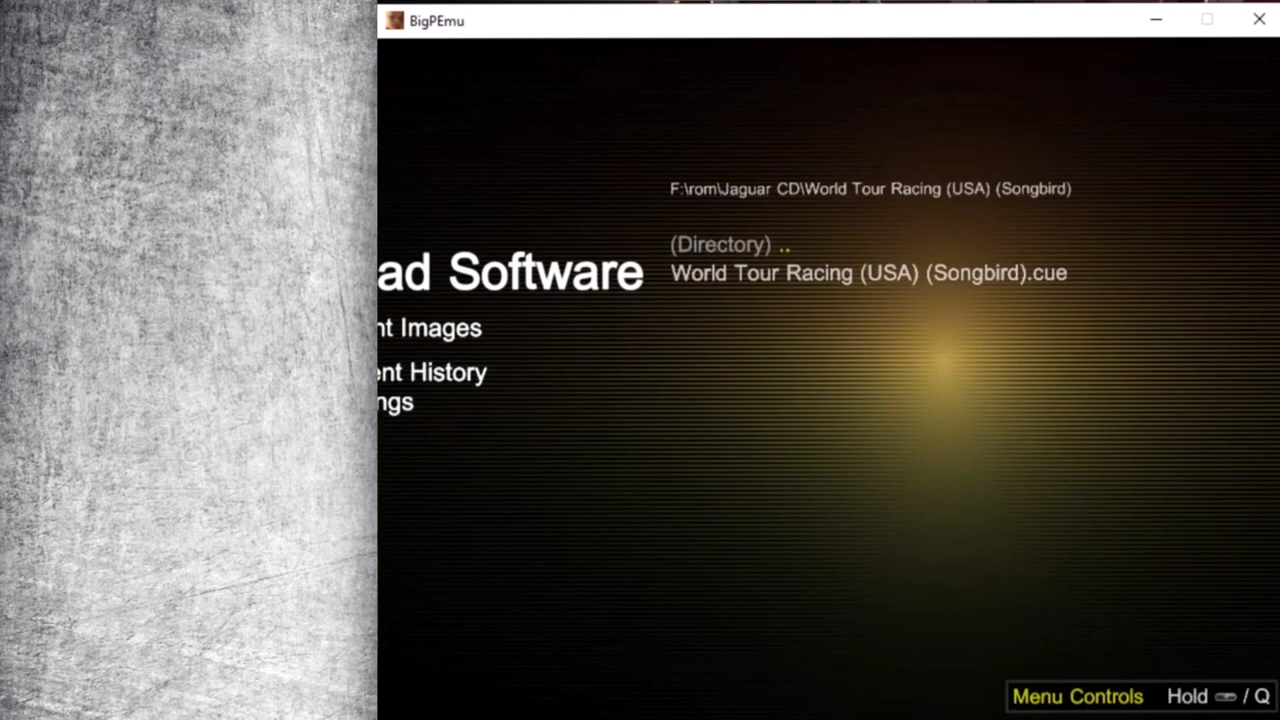 BigPEmu
F:\rom\Jaguar CD\World Tour Racing (USA) (Songbird)
(Directory) ..
World Tour Racing (USA) (Songbird).cue
ad Software
nt Images
ent History
ngs
Menu Controls Hold / Q